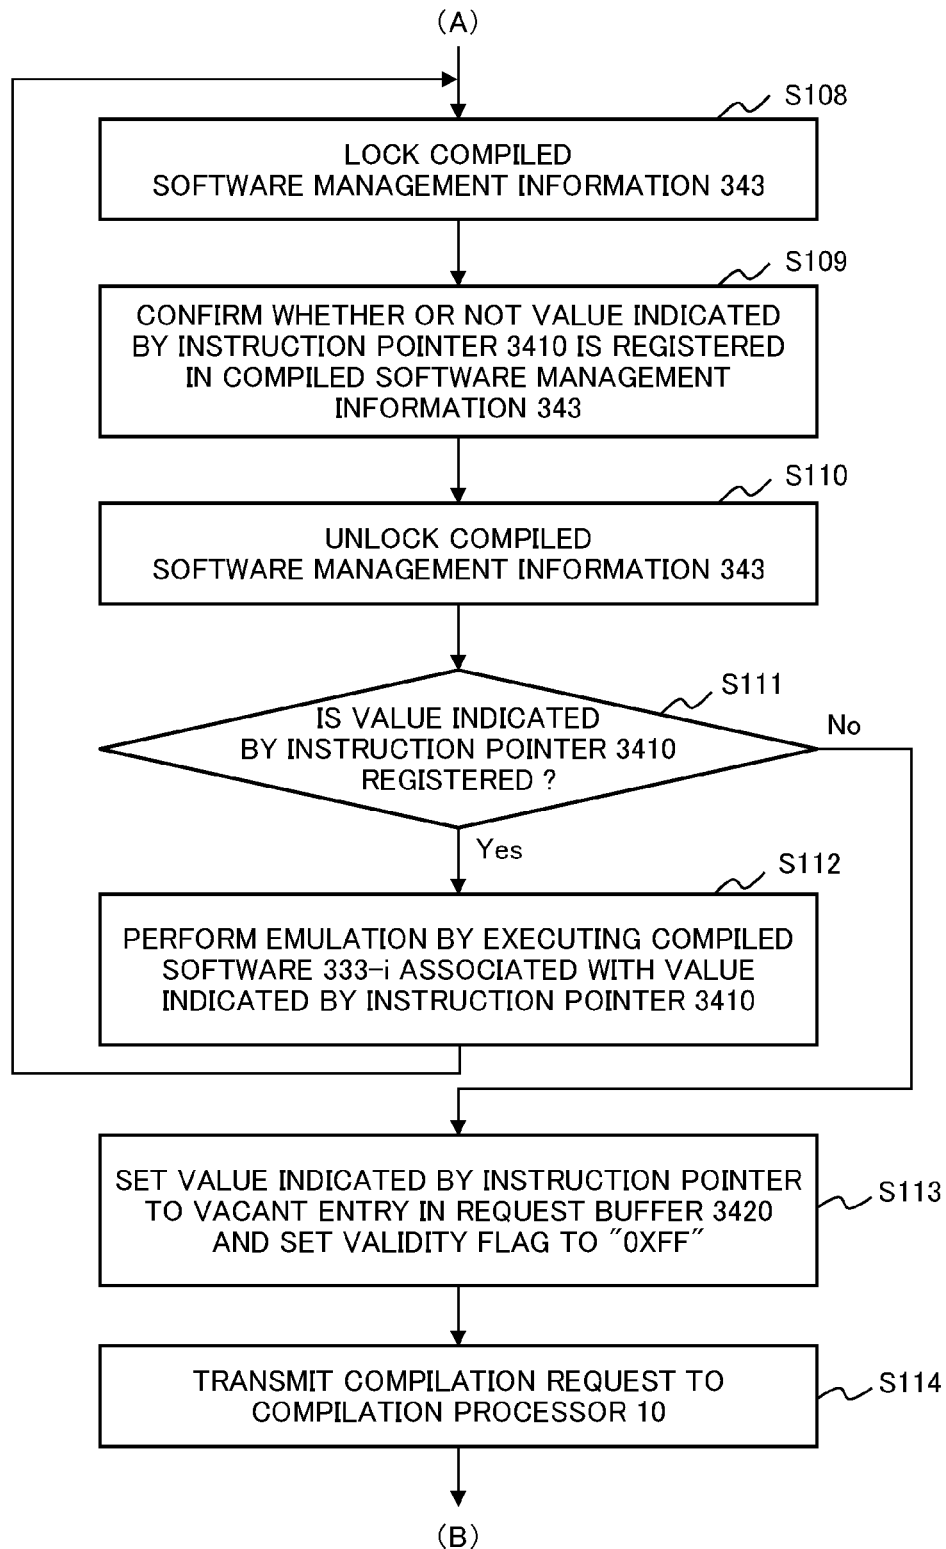 (A)
S108
LOCK COMPILED
SOFTWARE MANAGEMENT INFORMATION 343
S109
CONFIRM WHETHER OR NOT VALUE INDICATED
BY INSTRUCTION POINTER 3410 IS REGISTERED
IN COMPILED SOFTWARE MANAGEMENT
INFORMATION 343
S110
UNLOCK COMPILED
SOFTWARE MANAGEMENT INFORMATION 343
S111
IS VALUE INDICATED
BY INSTRUCTION POINTER 3410
REGISTERED ?
No
Yes
S112
PERFORM EMULATION BY EXECUTING COMPILED
SOFTWARE 333-i ASSOCIATED WITH VALUE
INDICATED BY INSTRUCTION POINTER 3410
SET VALUE INDICATED BY INSTRUCTION POINTER
TO VACANT ENTRY IN REQUEST BUFFER 3420
AND SET VALIDITY FLAG TO "0XFF"
S113
TRANSMIT COMPILATION REQUEST TO
COMPILATION PROCESSOR 10
S114
(B)